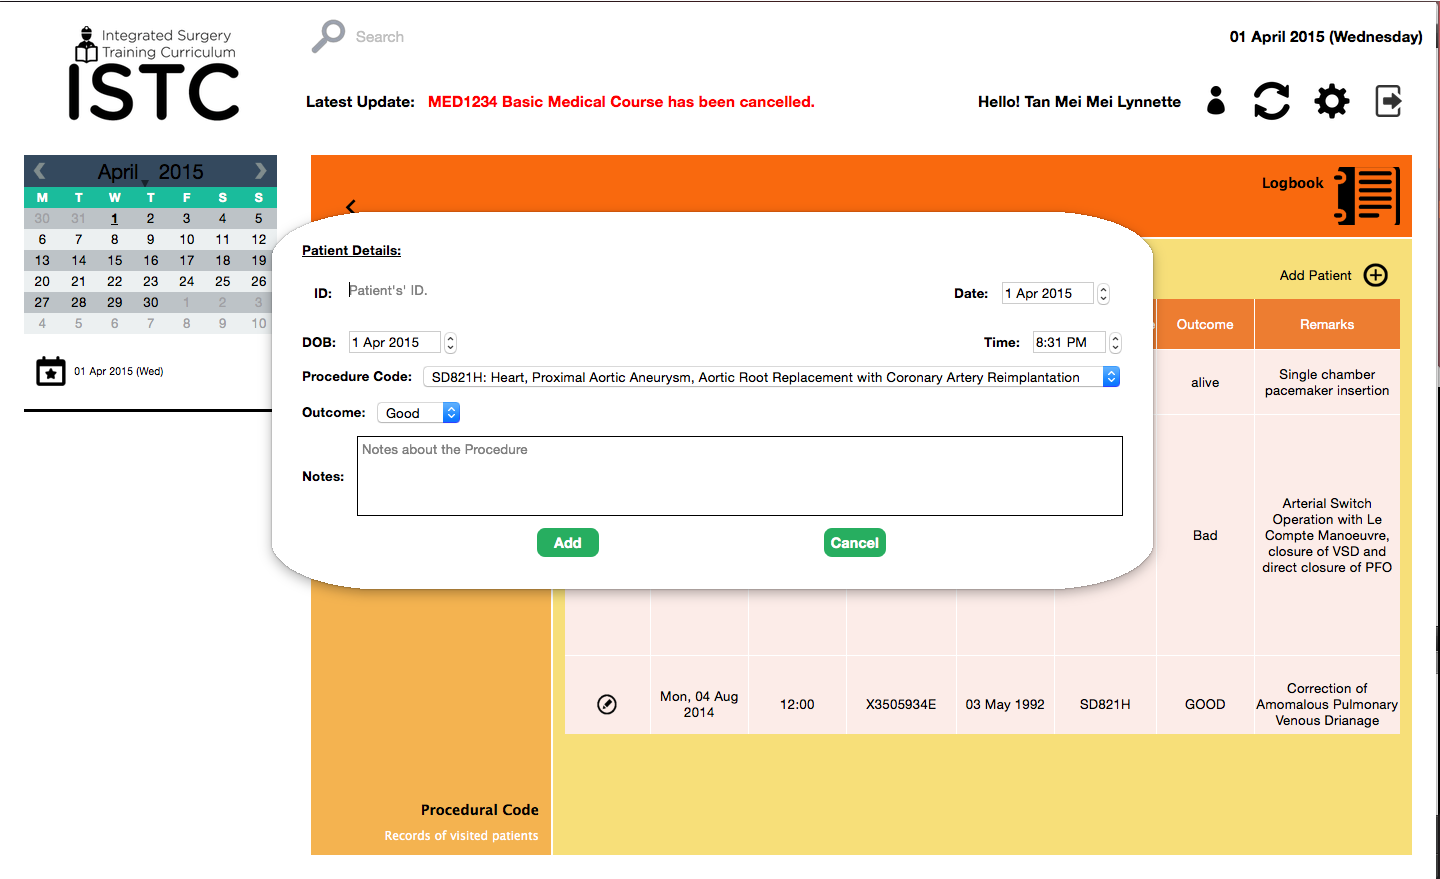 Integrated Surgery
Training Curriculum
ISTC
Search
01 April 2015 (Wednesday)
Latest Update: MED1234 Basic Medical Course has been cancelled.
Hello! Tan Mei Mei Lynnette
April 2015
M T W T F S S
30 31 1 2 3 4 5
6 7 8 9 10 11 12
13 14 15 16 17 18 19
20 21 22 23 24 25 26
27 28 29 30 1 2 3
4 5 6 7 8 9 10
01 Apr 2015 (Wed)
Logbook
Add Patient
Patient Details:
ID: Patient's' ID.
Date: 1 Apr 2015
DOB: 1 Apr 2015
Time: 8:31 PM
Procedure Code: SD821H: Heart, Proximal Aortic Aneurysm, Aortic Root Replacement with Coronary Artery Reimplantation
Outcome: Good
Notes: Notes about the Procedure
Add Cancel
Outcome Remarks
alive
Single chamber
pacemaker insertion
Bad
Arterial Switch
Operation with Le
Compte Manoeuvre,
closure of VSD and
direct closure of PFO
Mon, 04 Aug
2014
12:00
X3505934E
03 May 1992
SD821H
GOOD
Correction of
Amomalous Pulmonary
Venous Drianage
Procedural Code
Records of visited patients